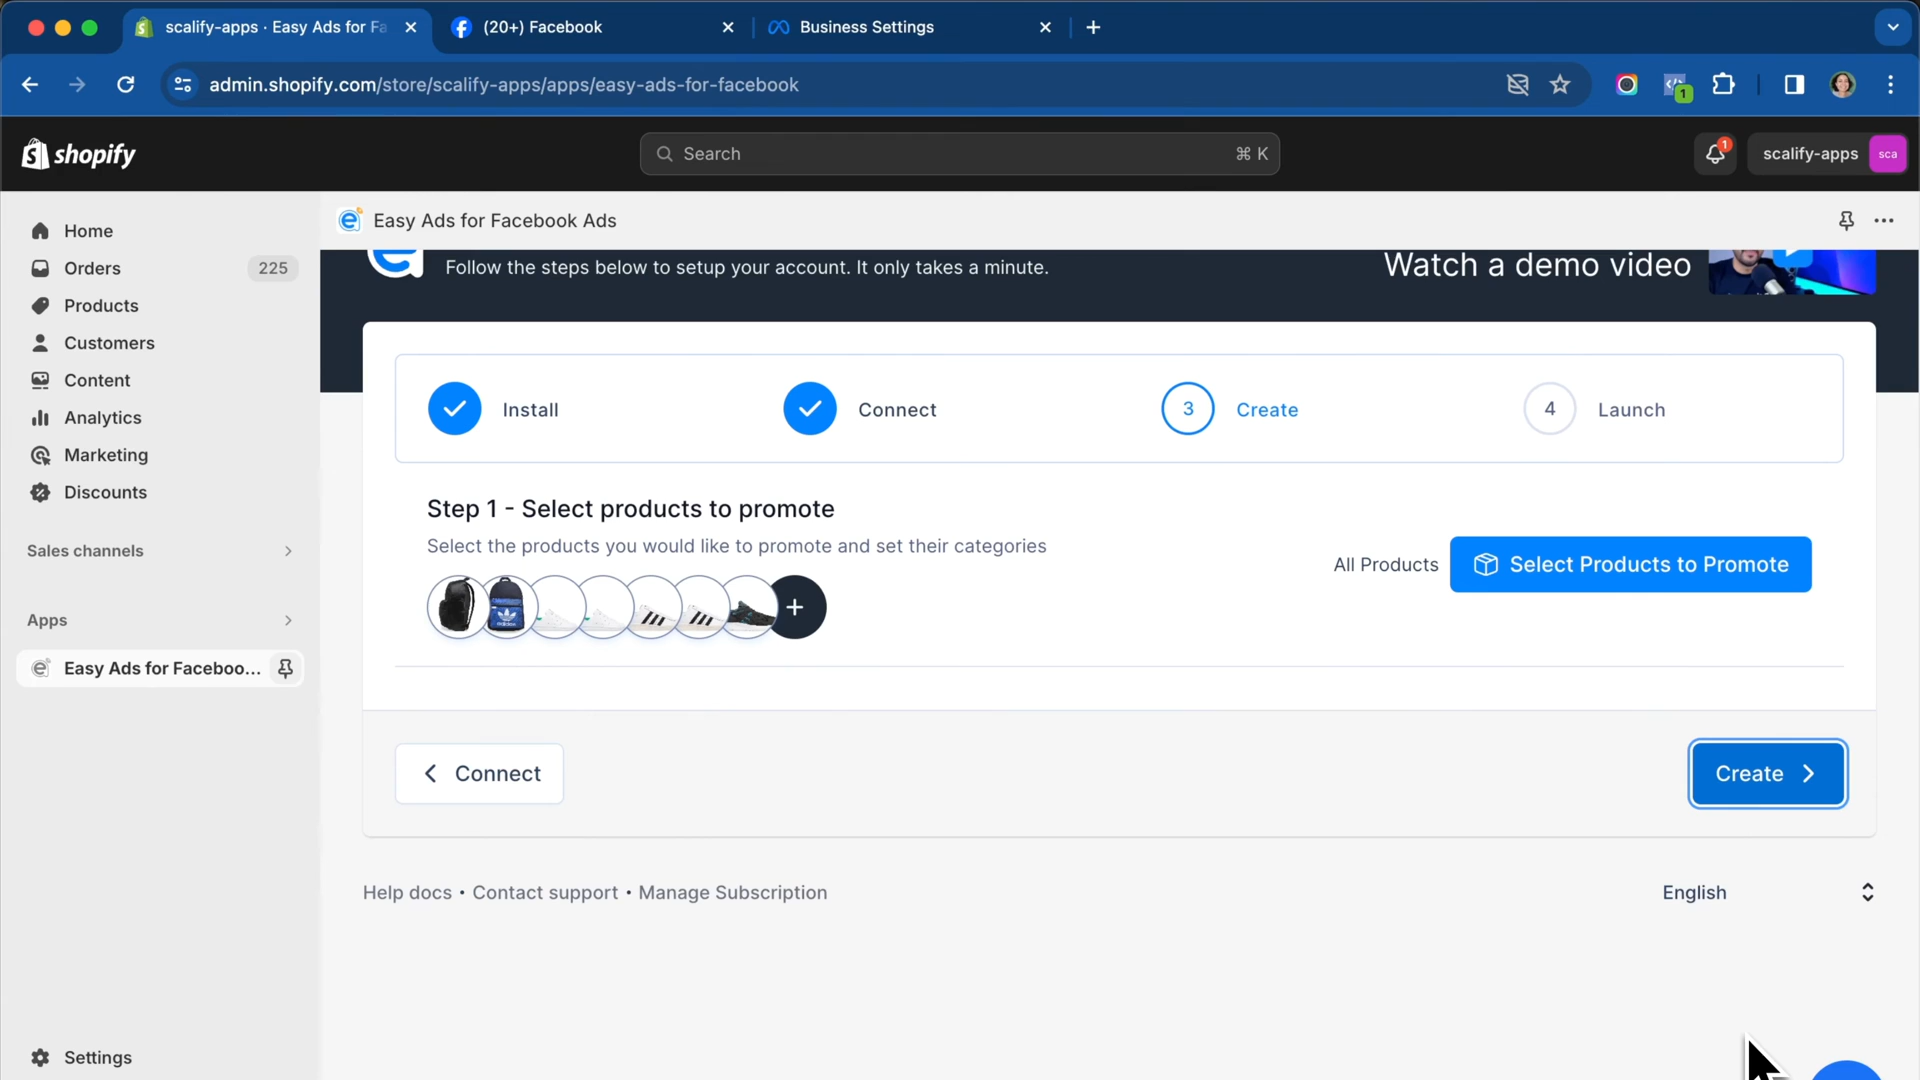 scalify-apps · Easy Ads for Fa
(20+) Facebook
Business Settings
admin.shopify.com/store/scalify-apps/apps/easy-ads-for-facebook
1
shopify
Search
⌘ K
1
scalify-apps
sca
Home
Orders
225
Products
Customers
Content
Analytics
Marketing
Discounts
Sales channels
Apps
Easy Ads for Faceboo...
Settings
Easy Ads for Facebook Ads
Follow the steps below to setup your account. It only takes a minute.
Watch a demo video
Install
Connect
3
Create
4
Launch
Step 1 - Select products to promote
Select the products you would like to promote and set their categories
All Products
Select Products to Promote
Connect
Create
Help docs • Contact support • Manage Subscription
English